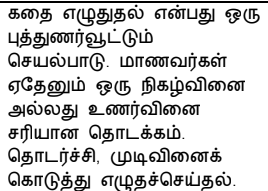 கதை எழுதுதல் என்பது ஒரு
புத்துணர்வூட்டும்
செயல்பாடு. மாணவர்கள்
ஏதேனும் ஒரு நிகழ்வினை
அல்லது உணர்வினை
சரியான தொடக்கம்.
தொடர்ச்சி, முடிவினைக்
கொடுத்து எழுதச்செய்தல்.